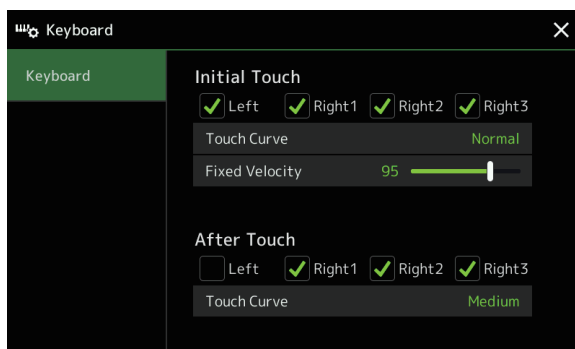 Keyboard
Keyboard
Initial Touch
Left Right1 Right2 Right3
Touch Curve Normal
Fixed Velocity 95
After Touch
Left Right1 Right2 Right3
Touch Curve Medium